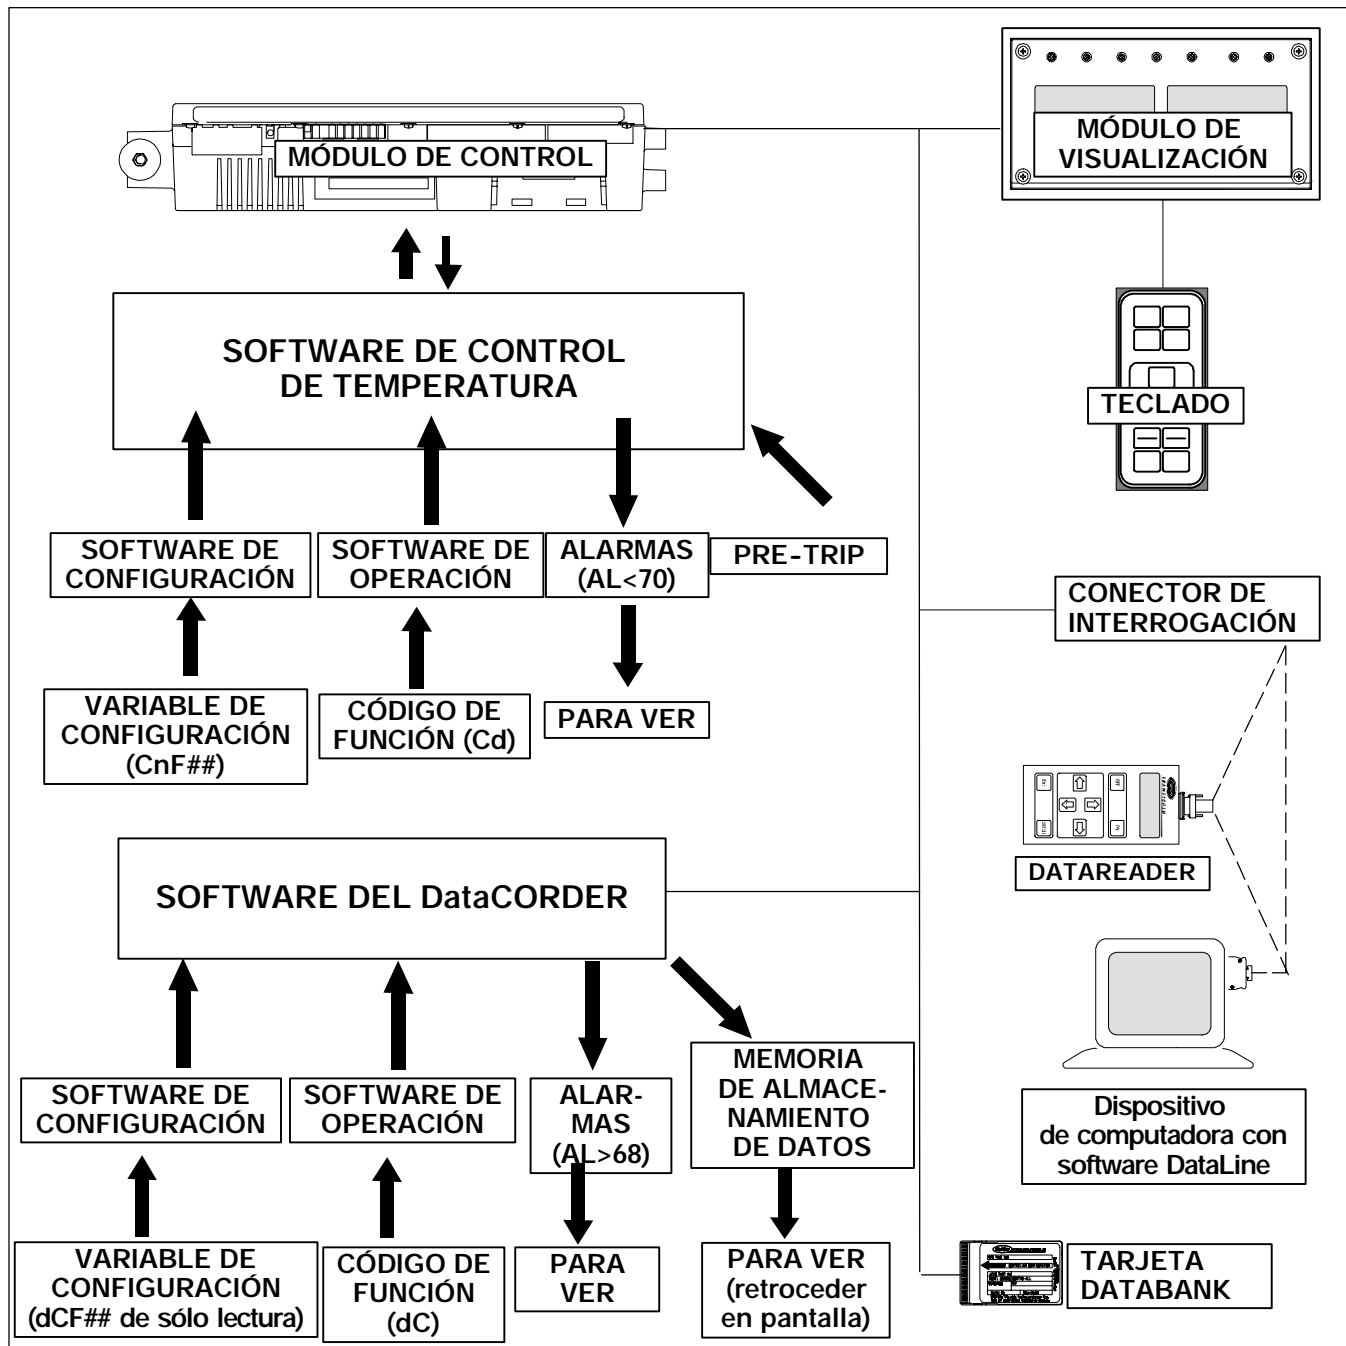 MÓDULO DE CONTROL
MÓDULO DE
VISUALIZACIÓN
SOFTWARE DE CONTROL
DE TEMPERATURA
TECLADO
SOFTWARE DE
CONFIGURACIÓN
SOFTWARE DE
OPERACIÓN
ALARMAS
(AL<70)
PRE-TRIP
CONECTOR DE
INTERROGACIÓN
VARIABLE DE
CONFIGURACIÓN
(CnF##)
CÓDIGO DE
FUNCIÓN (Cd)
PARA VER
DATAREADER
SOFTWARE DEL DataCORDER
SOFTWARE DE
CONFIGURACIÓN
SOFTWARE DE
OPERACIÓN
ALAR-
MAS
(AL>68)
MEMORIA
DE ALMACE-
NAMIENTO
DE DATOS
Dispositivo
de computadora con
software DataLine
VARIABLE DE
CONFIGURACIÓN
(dCF## de sólo lectura)
CÓDIGO DE
FUNCIÓN
(dC)
PARA
VER
PARA VER
(retroceder
en pantalla)
TARJETA
DATABANK